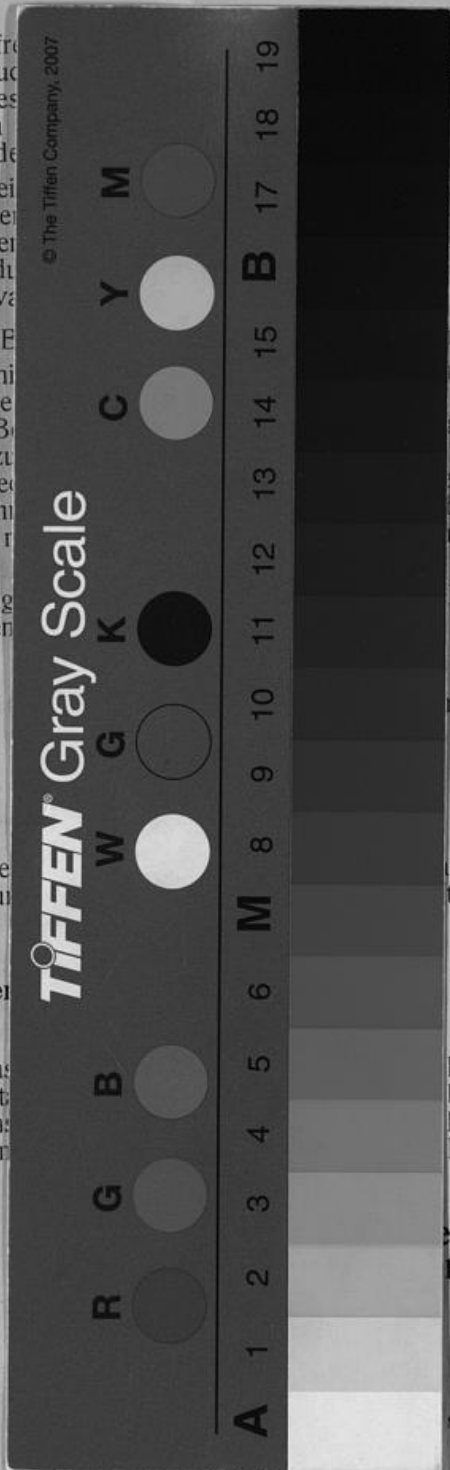 © The Tiffen Company, 2007
TIFFEN® Gray Scale
R G B W G K C Y M
A 1 2 3 4 5 6 M 8 9 10 11 12 13 14 15 B 17 18 19